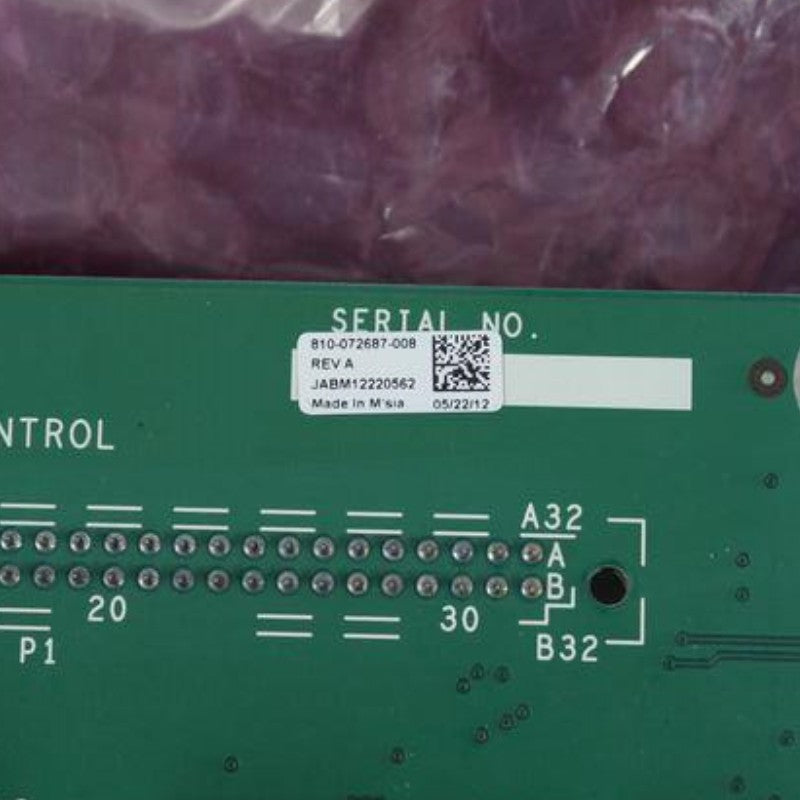 SERIAL NO.
810-072687-008
REV A
JABM12220562
Made In M'sia 05/22/12
NTROL
A32
A
B
20
30
P1
B32